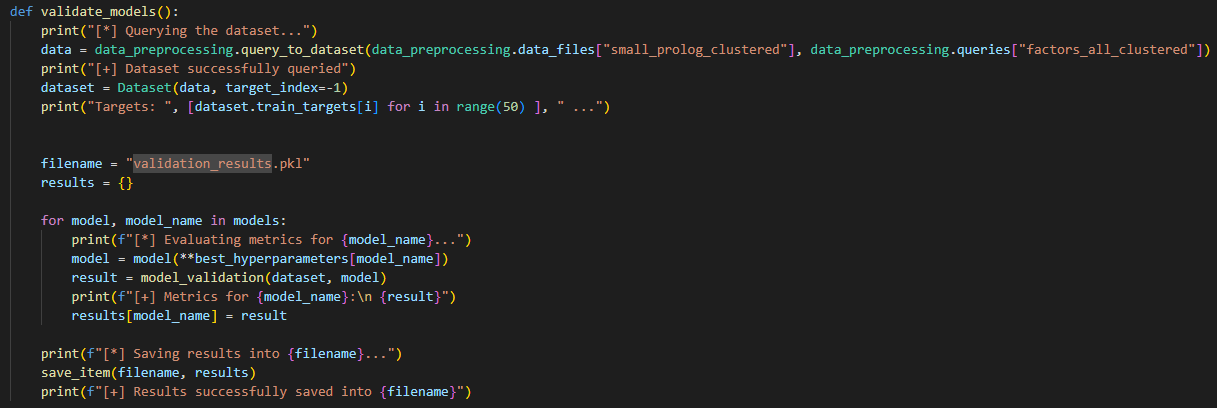 def validate_models():
    print("[*] Querying the dataset...")
    data = data_preprocessing.query_to_dataset(data_preprocessing.data_files["small_prolog_clustered"], data_preprocessing.queries["factors_all_clustered"])
    print("[+] Dataset successfully queried")
    dataset = Dataset(data, target_index=-1)
    print("Targets: ", [dataset.train_targets[i] for i in range(50) ], " ...")
    filename = "validation_results.pkl"
    results = {}
    for model, model_name in models:
        print(f"[*] Evaluating metrics for {model_name}...")
        model = model(**best_hyperparameters[model_name])
        result = model_validation(dataset, model)
        print(f"[+] Metrics for {model_name}:\n {result}")
        results[model_name] = result
    print(f"[*] Saving results into {filename}...")
    save_item(filename, results)
    print(f"[+] Results successfully saved into {filename}")